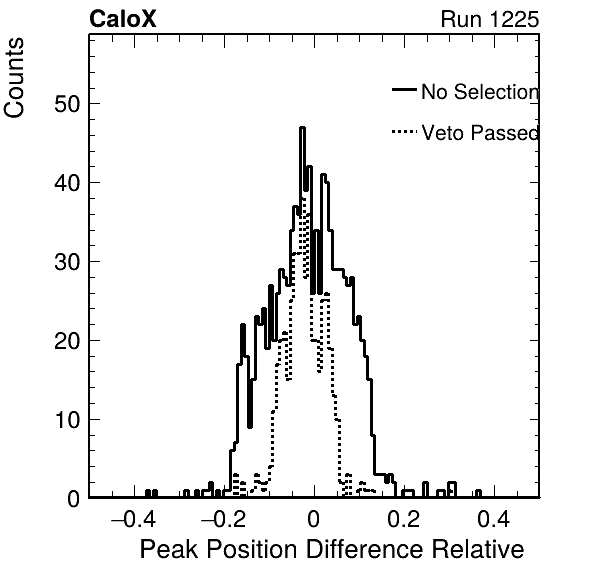 CaloX Run 1225
Counts
No Selection
Veto Passed
50
40
30
20
10
0
−0.4 −0.2 0 0.2 0.4
Peak Position Difference Relative